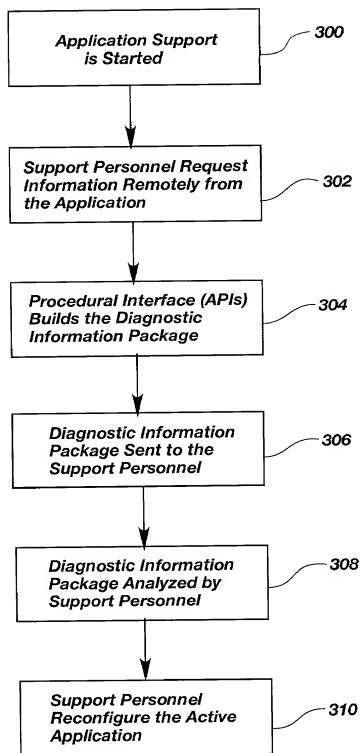 Application Support
is Started
300
Support Personnel Request
Information Remotely from
the Application
302
Procedural Interface (APIs)
Builds the Diagnostic
Information Package
304
Diagnostic Information
Package Sent to the
Support Personnel
306
Diagnostic Information
Package Analyzed by
Support Personnel
308
Support Personnel
Reconfigure the Active
Application
310